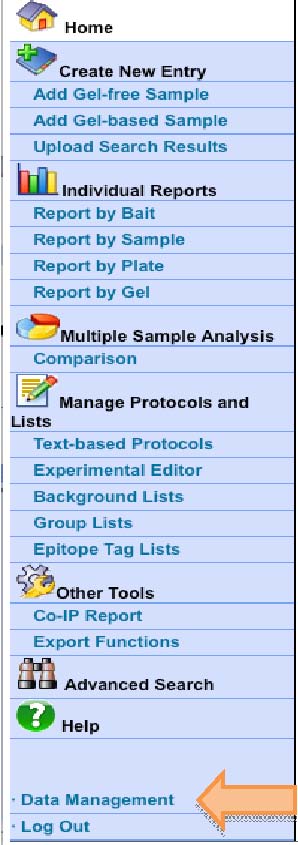 Home
Create New Entry
Add Gel-free Sample
Add Gel-based Sample
Upload Search Results
Individual Reports
Report by Bait
Report by Sample
Report by Plate
Report by Gel
Multiple Sample Analysis
Comparison
Manage Protocols and
Lists
Text-based Protocols
Experimental Editor
Background Lists
Group Lists
Epitope Tag Lists
Other Tools
Co-IP Report
Export Functions
Advanced Search
Help
· Data Management
· Log Out